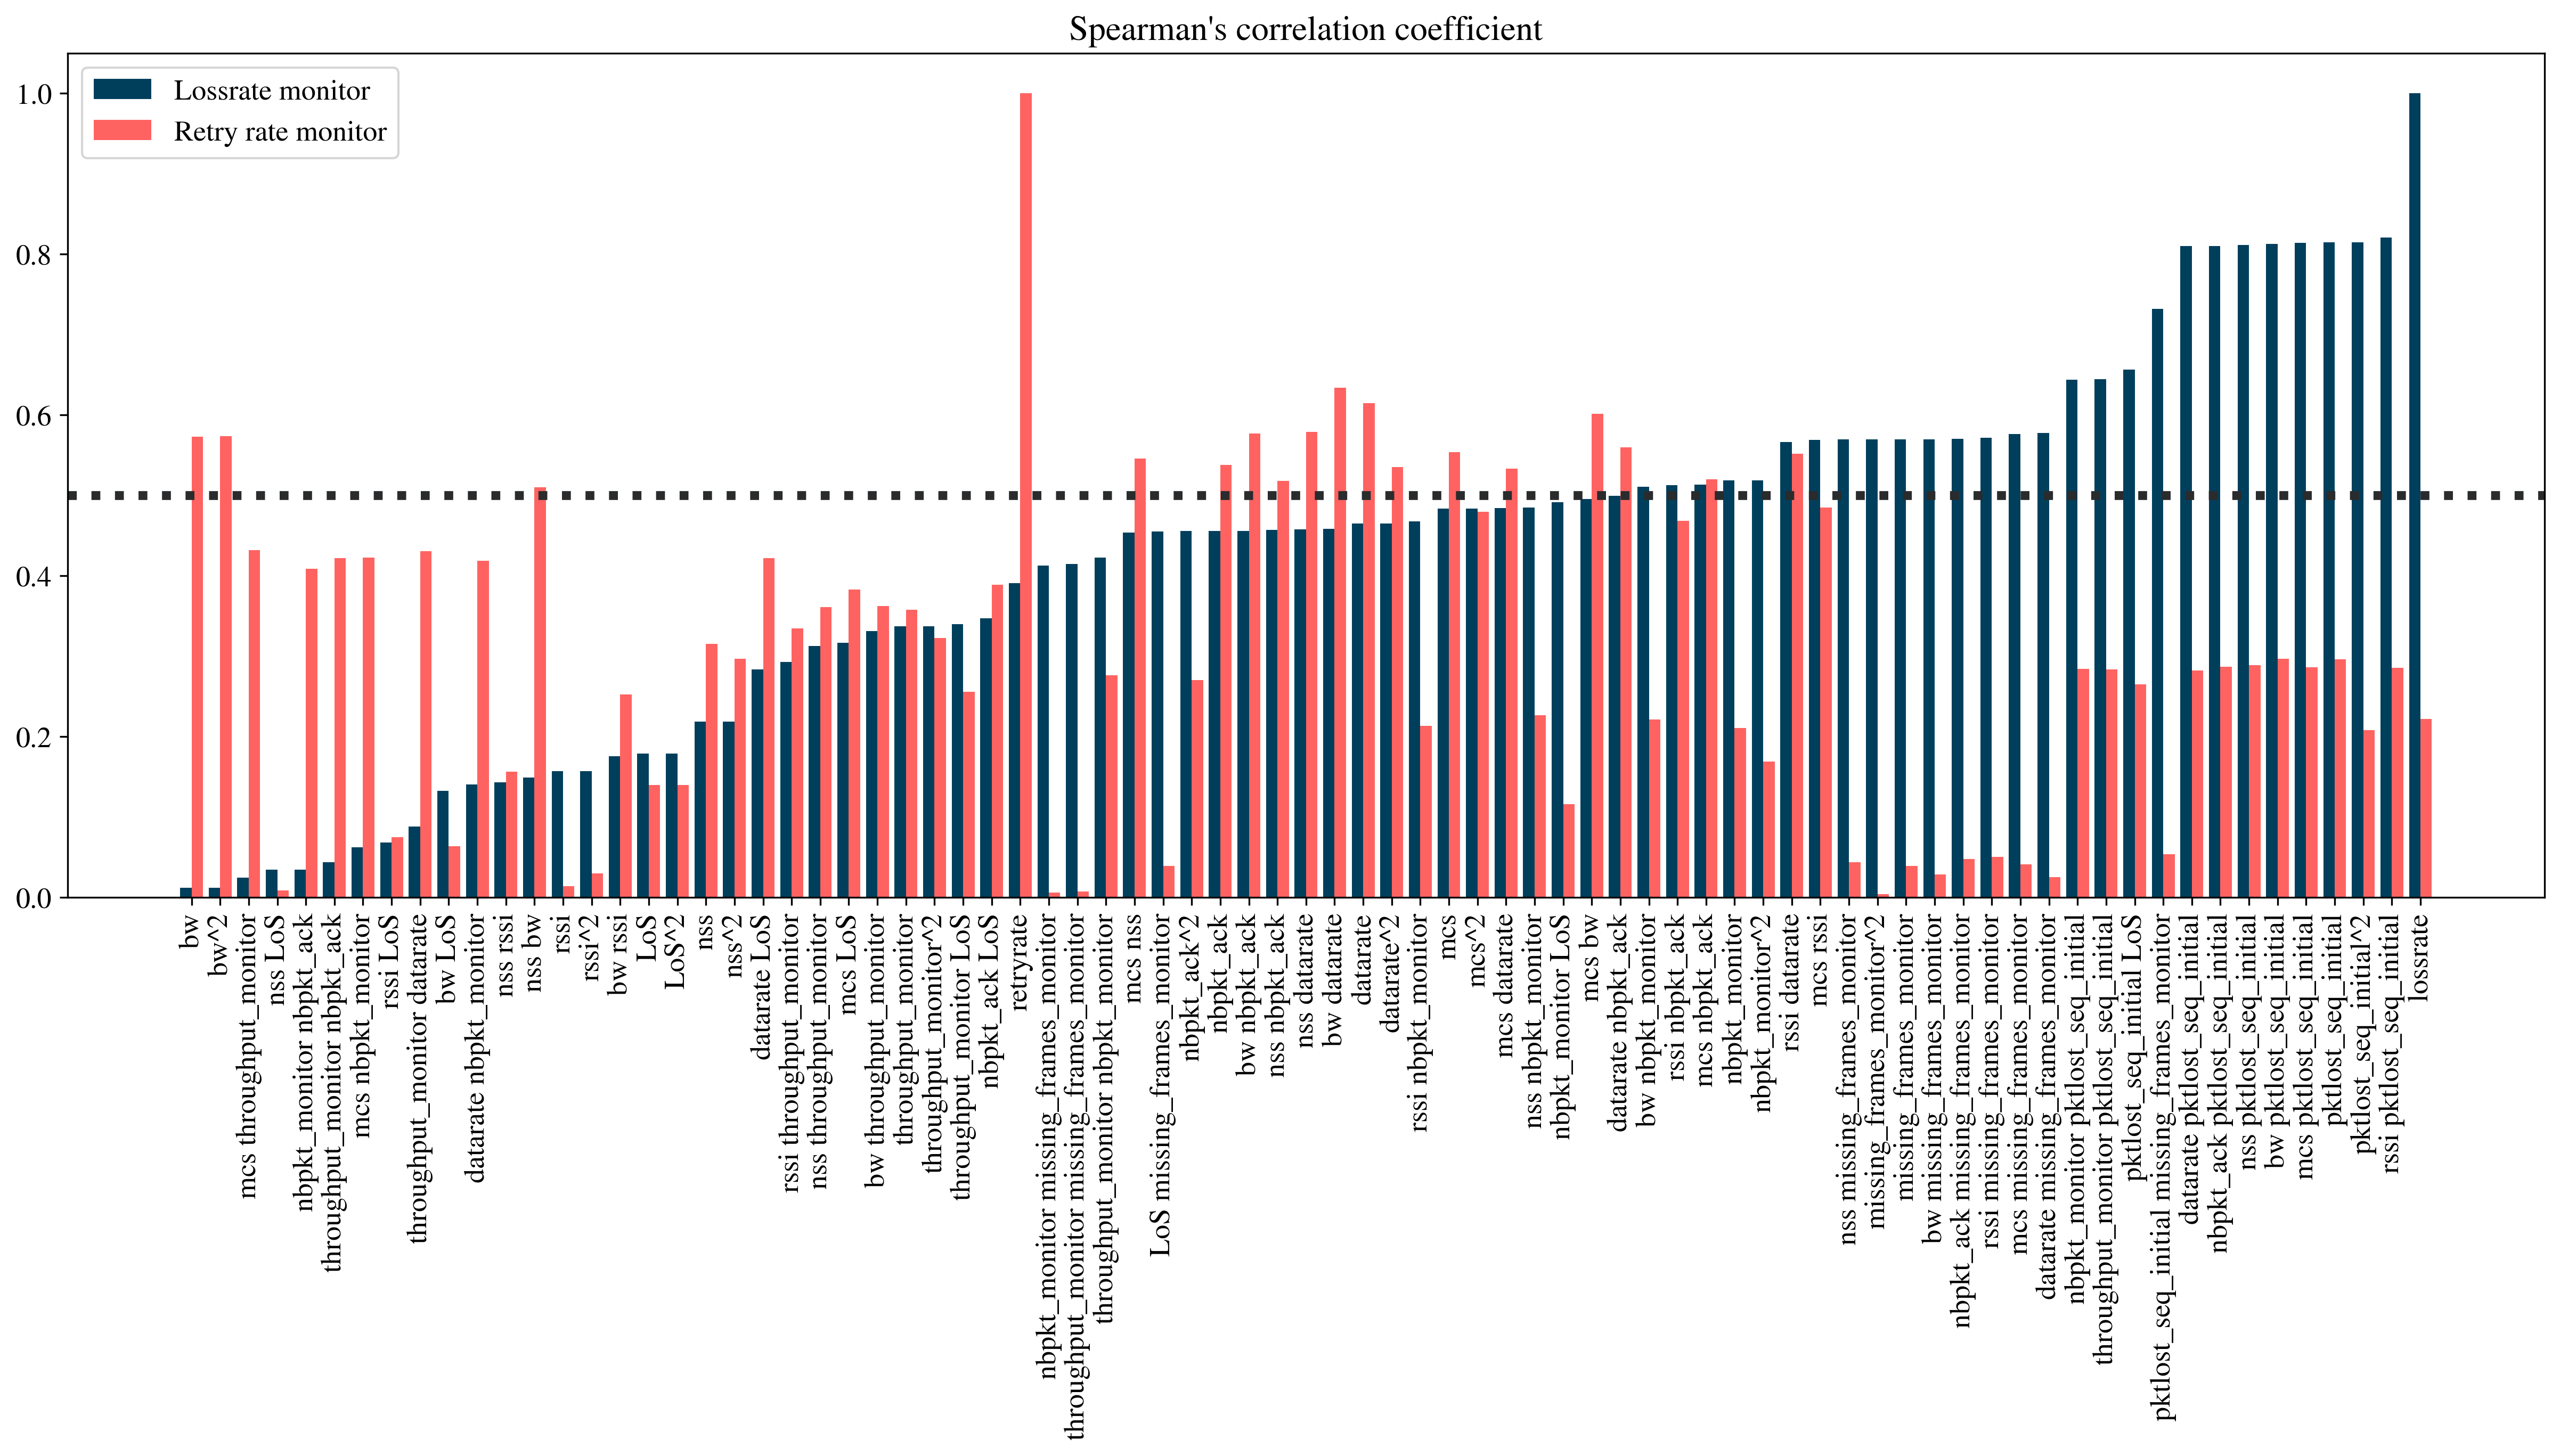 Spearman's correlation coefficient
Lossrate monitor
Retry rate monitor
1.0
0.8
0.6
0.4
0.2
0.0
bw
bw^2
mcs throughput_monitor
nss LoS
nbpkt_monitor nbpkt_ack
throughput_monitor nbpkt_ack
mcs nbpkt_monitor
rssi LoS
throughput_monitor datarate
bw LoS
datarate nbpkt_monitor
nss rssi
nss bw
rssi
rssi^2
bw rssi
LoS
LoS^2
nss
nss^2
datarate LoS
rssi throughput_monitor
nss throughput_monitor
mcs LoS
bw throughput_monitor
throughput_monitor
throughput_monitor^2
throughput_monitor LoS
nbpkt_ack LoS
retryrate
nbpkt_monitor missing_frames_monitor
throughput_monitor missing_frames_monitor
throughput_monitor nbpkt_monitor
mcs nss
LoS missing_frames_monitor
nbpkt_ack^2
nbpkt_ack
bw nbpkt_ack
nss nbpkt_ack
nss datarate
bw datarate
datarate
datarate^2
rssi nbpkt_monitor
mcs
mcs^2
mcs datarate
nss nbpkt_monitor
nbpkt_monitor LoS
mcs bw
datarate nbpkt_ack
bw nbpkt_monitor
rssi nbpkt_ack
mcs nbpkt_ack
nbpkt_monitor
nbpkt_monitor^2
rssi datarate
mcs rssi
nss missing_frames_monitor
missing_frames_monitor^2
missing_frames_monitor
bw missing_frames_monitor
nbpkt_ack missing_frames_monitor
rssi missing_frames_monitor
mcs missing_frames_monitor
datarate missing_frames_monitor
nbpkt_monitor pktlost_seq_initial
throughput_monitor pktlost_seq_initial
pktlost_seq_initial LoS
pktlost_seq_initial missing_frames_monitor
datarate pktlost_seq_initial
nbpkt_ack pktlost_seq_initial
nss pktlost_seq_initial
bw pktlost_seq_initial
mcs pktlost_seq_initial
pktlost_seq_initial
pktlost_seq_initial^2
rssi pktlost_seq_initial
lossrate